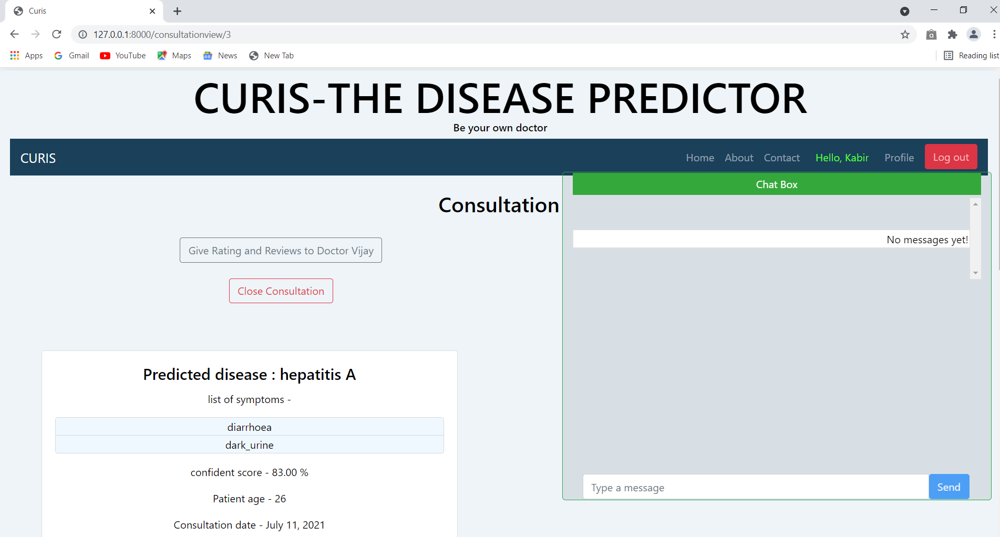 Curis
127.0.0.1:8000/consultationview/3
Apps Gmail YouTube Maps News New Tab Reading list
CURIS-THE DISEASE PREDICTOR
Be your own doctor
CURIS Home About Contact Hello, Kabir Profile Log out
Chat Box
Consultation
No messages yet!
Give Rating and Reviews to Doctor Vijay
Close Consultation
Predicted disease : hepatitis A
list of symptoms -
diarrhoea
dark_urine
confident score - 83.00 %
Patient age - 26
Consultation date - July 11, 2021
Type a message Send